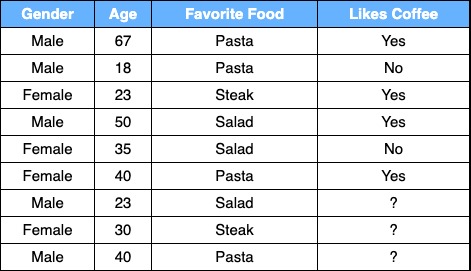 Gender Age Favorite Food Likes Coffee
Male 67 Pasta Yes
Male 18 Pasta No
Female 23 Steak Yes
Male 50 Salad Yes
Female 35 Salad No
Female 40 Pasta Yes
Male 23 Salad ?
Female 30 Steak ?
Male 40 Pasta ?